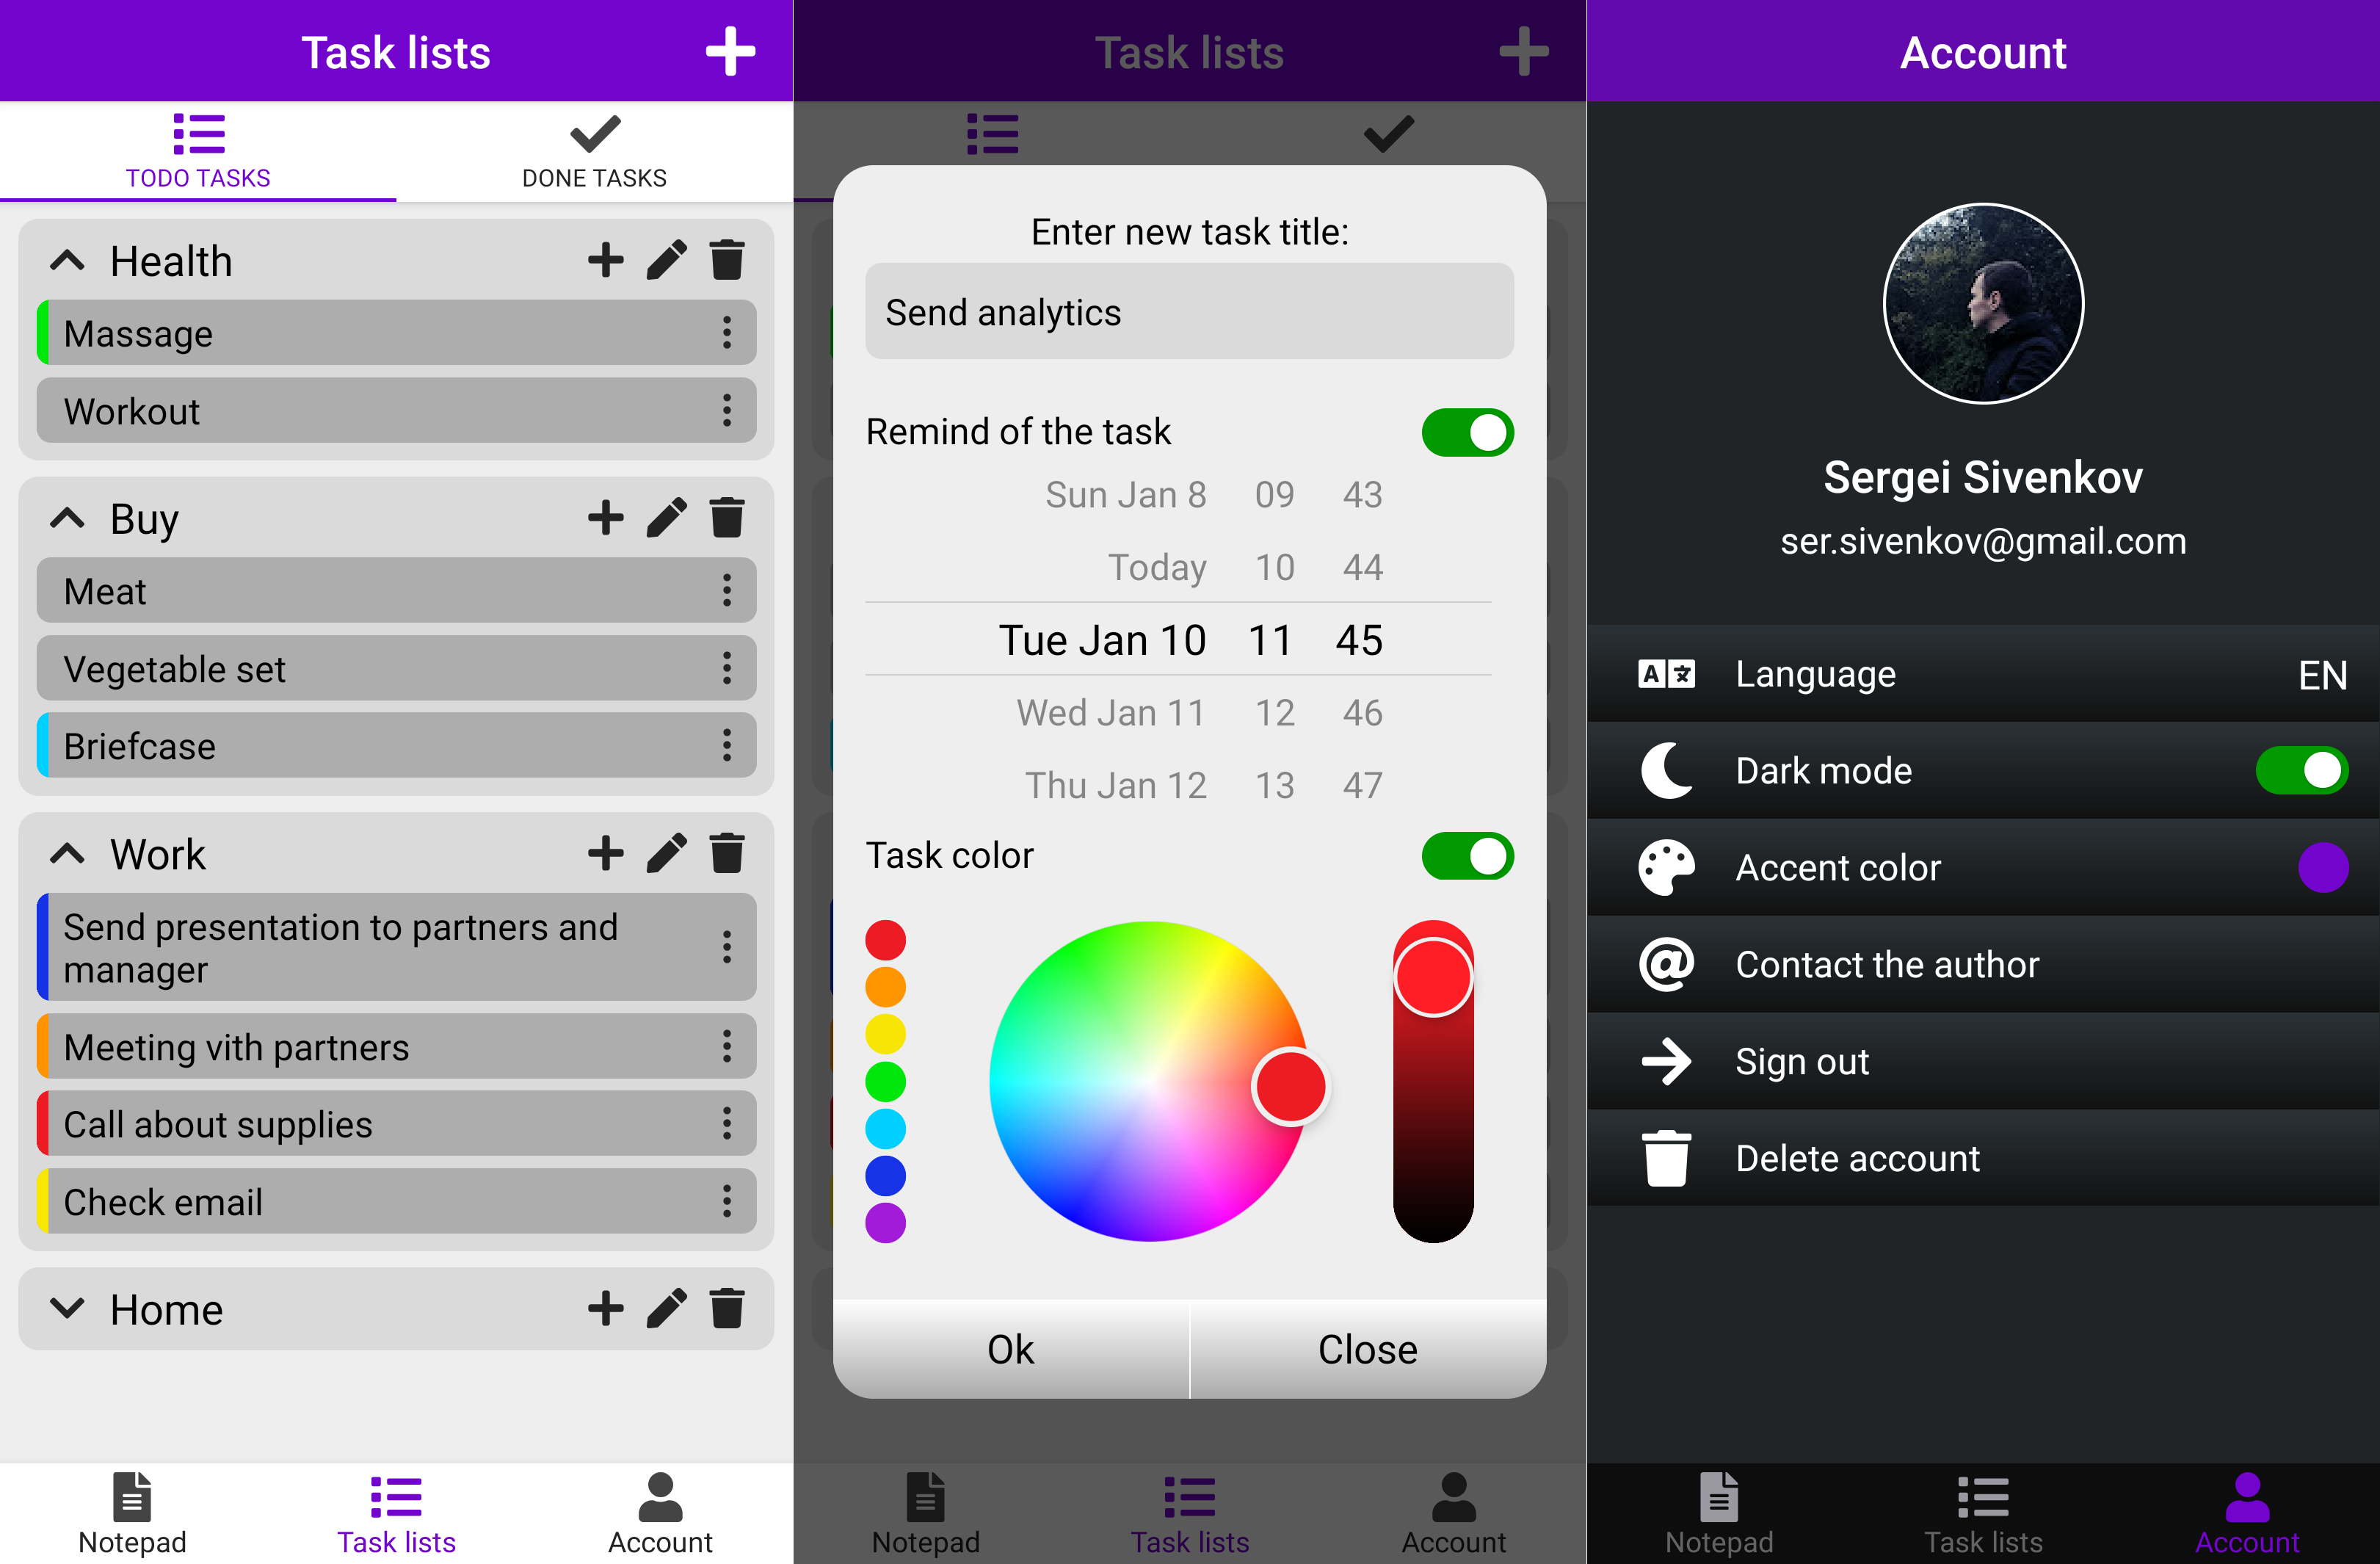 Task lists
TODO TASKS
DONE TASKS
Health
Massage
Workout
Buy
Meat
Vegetable set
Briefcase
Work
Send presentation to partners and
manager
Meeting vith partners
Call about supplies
Check email
Home
Notepad
Task lists
Account
Task lists
Enter new task title:
Send analytics
Remind of the task
Sun Jan 8 09 43
Today 10 44
Tue Jan 10 11 45
Wed Jan 11 12 46
Thu Jan 12 13 47
Task color
Ok
Close
Notepad
Task lists
Account
Account
Sergei Sivenkov
ser.sivenkov@gmail.com
A 文
Language
EN
Dark mode
Accent color
@
Contact the author
Sign out
Delete account
Notepad
Task lists
Account